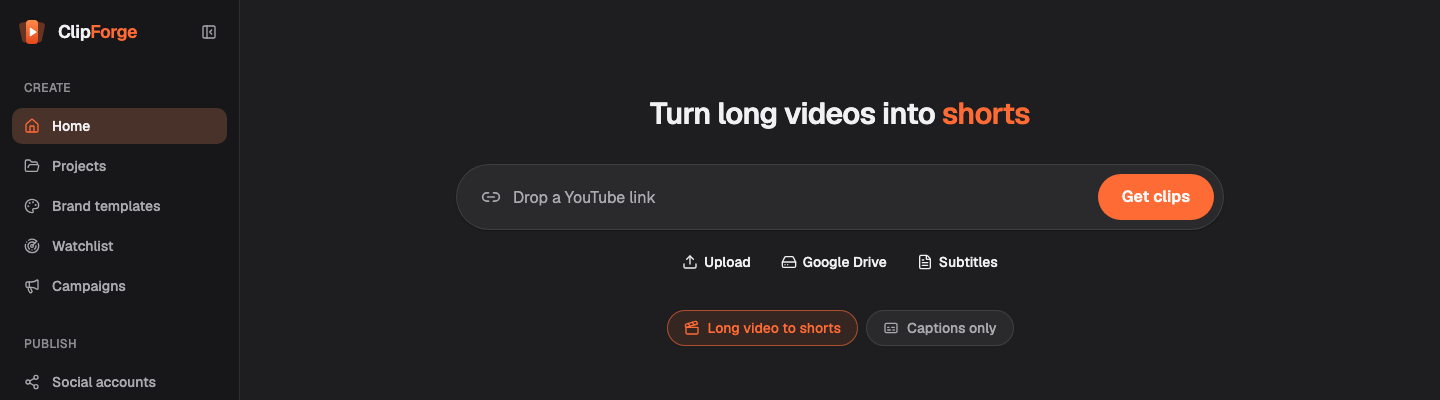 ClipForge
CREATE
Home
Projects
Brand templates
Watchlist
Campaigns
PUBLISH
Social accounts
Turn long videos into shorts
Drop a YouTube link
Get clips
Upload
Google Drive
Subtitles
Long video to shorts
Captions only